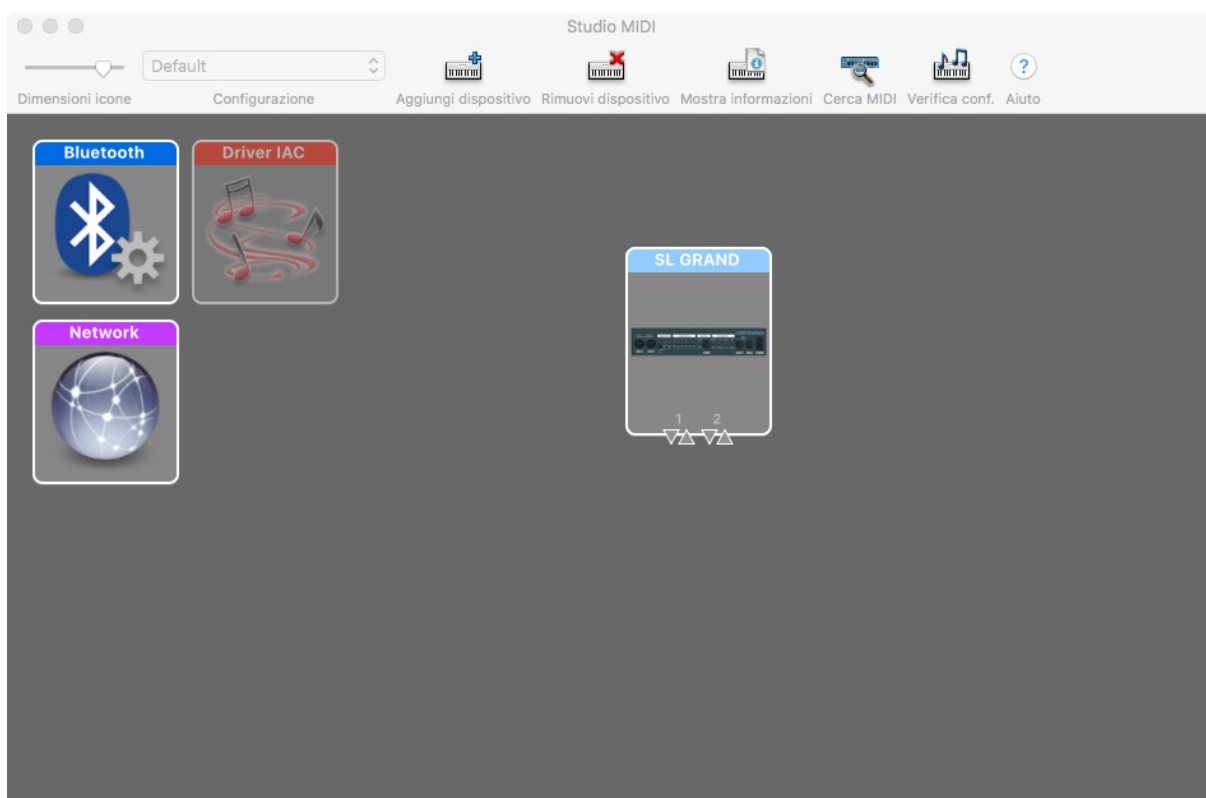 Studio MIDI
Default
Dimensioni icone Configurazione Aggiungi dispositivo Rimuovi dispositivo Mostra informazioni Cerca MIDI Verifica conf. Aiuto
Bluetooth Driver IAC
SL GRAND
Network
1 2